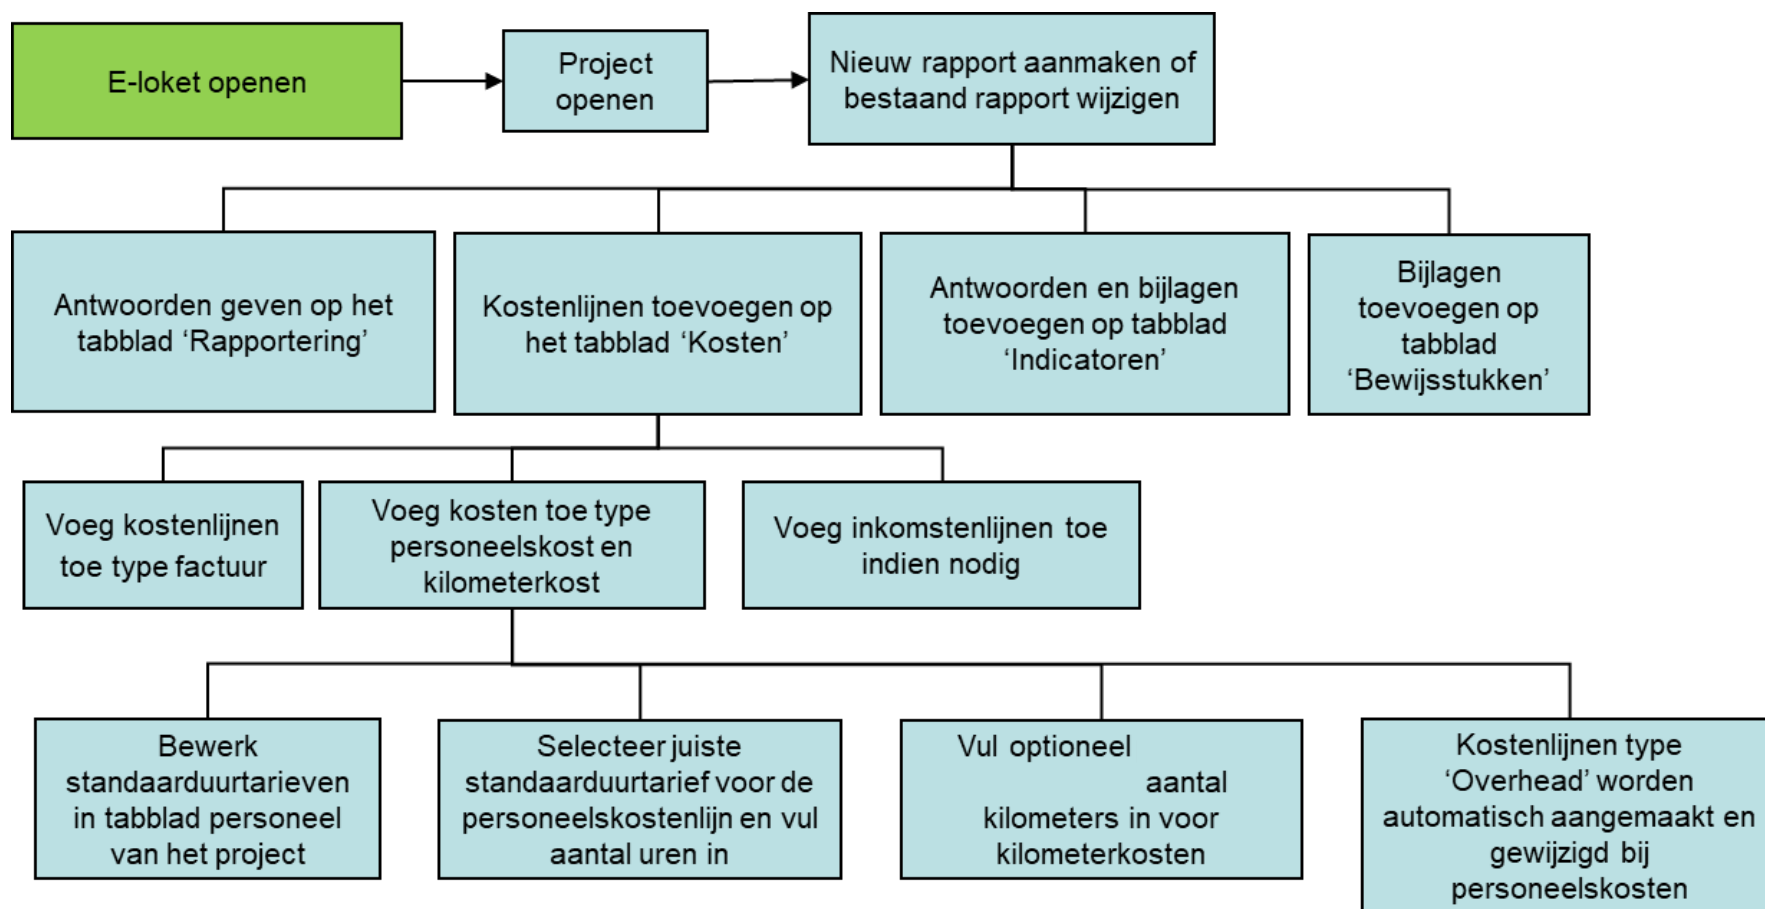 E-loket openen
Project
openen
Nieuw rapport aanmaken of
bestaand rapport wijzigen
Antwoorden geven op het
tabblad ‘Rapportering’
Kostenlijnen toevoegen op
het tabblad ‘Kosten’
Antwoorden en bijlagen
toevoegen op tabblad
‘Indicatoren’
Bijlagen
toevoegen op
tabblad
‘Bewijsstukken’
Voeg kostenlijnen
toe type factuur
Voeg kosten toe type
personeelskost en
kilometerkost
Voeg inkomstenlijnen toe
indien nodig
Bewerk
standaarduurtarieven
in tabblad personeel
van het project
Selecteer juiste
standaarduurtarief voor de
personeelskostenlijn en vul
aantal uren in
Vul optioneel
aantal
kilometers in voor
kilometerkosten
Kostenlijnen type
‘Overhead’ worden
automatisch aangemaakt en
gewijzigd bij
personeelskosten